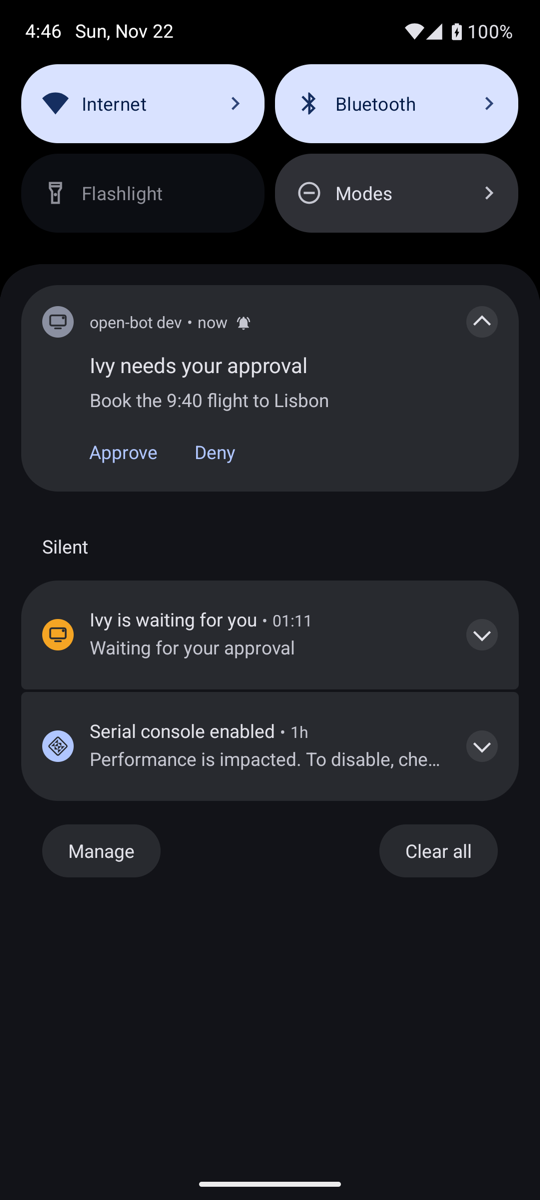 4:46 Sun, Nov 22 100%
Internet
Bluetooth
Flashlight
Modes
open-bot dev • now
Ivy needs your approval
Book the 9:40 flight to Lisbon
Approve Deny
Silent
Ivy is waiting for you • 01:11
Waiting for your approval
Serial console enabled • 1h
Performance is impacted. To disable, che…
Manage Clear all